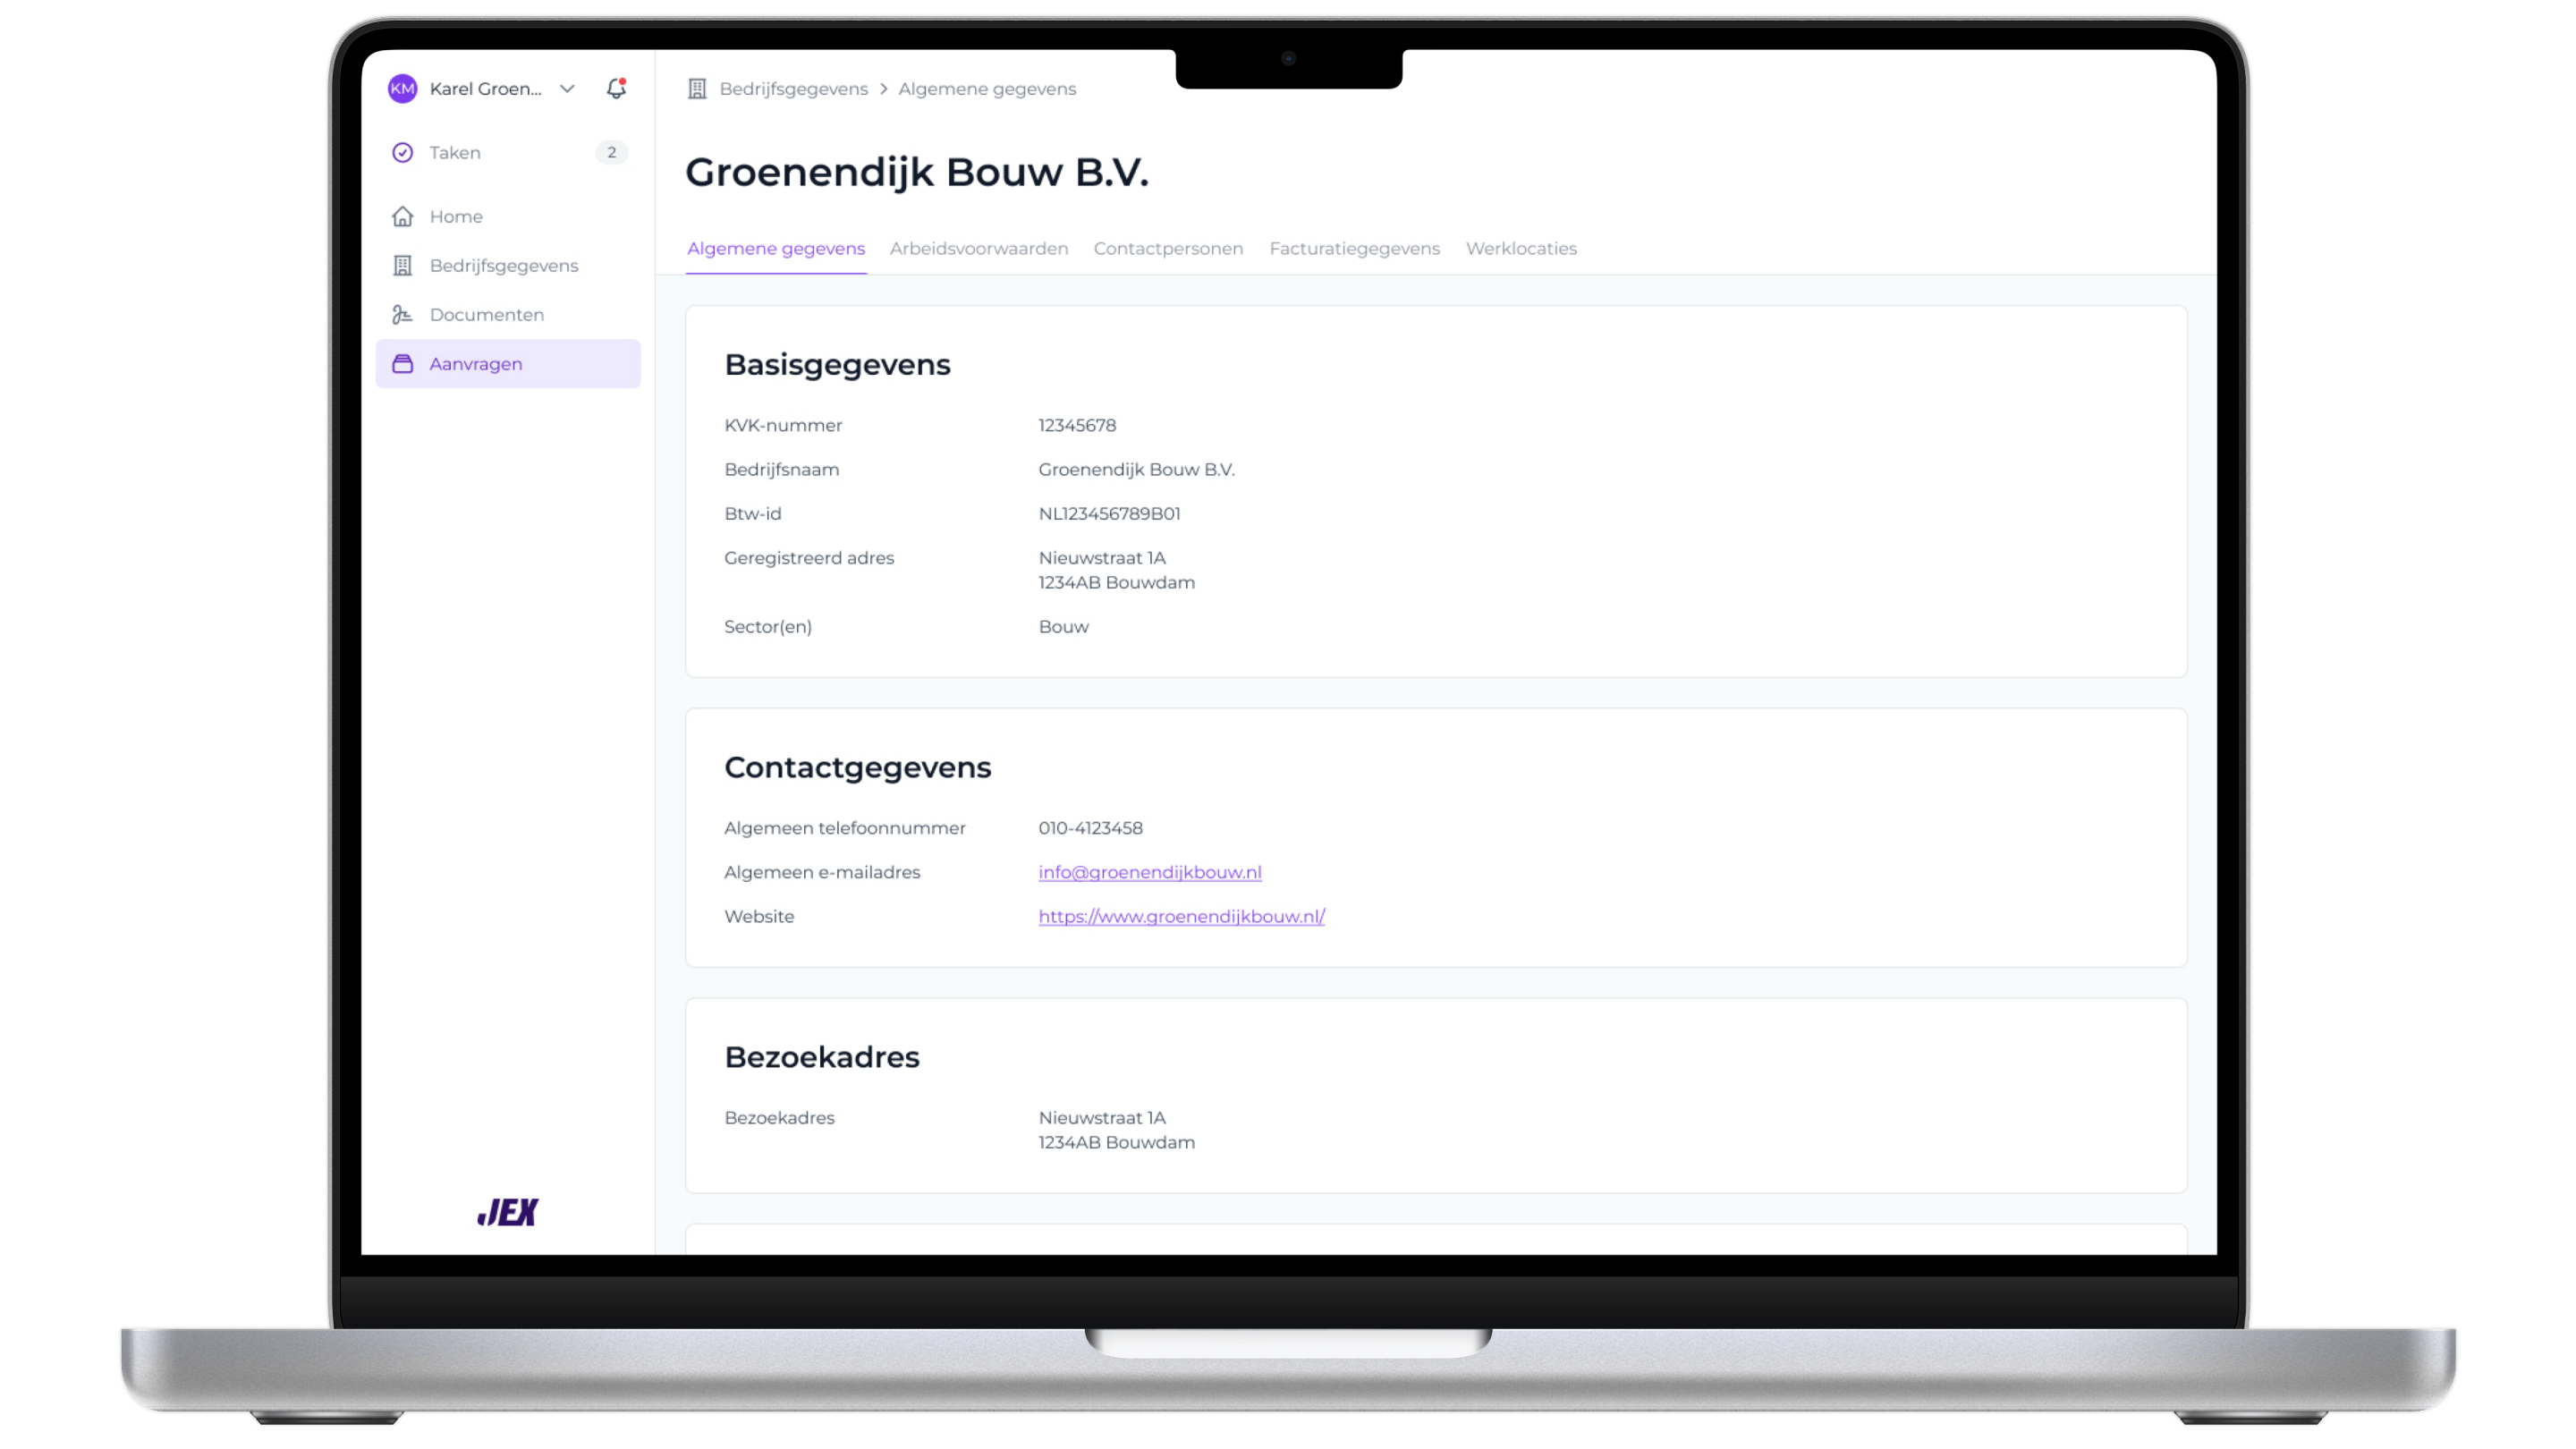 KM Karel Groen...
Taken 2
Home
Bedrijfsgegevens
Documenten
Aanvragen
JEX
Bedrijfsgegevens > Algemene gegevens
Groenendijk Bouw B.V.
Algemene gegevens Arbeidsvoorwaarden Contactpersonen Facturatiegegevens Werklocaties
Basisgegevens
KVK-nummer 12345678
Bedrijfsnaam Groenendijk Bouw B.V.
Btw-id NL123456789B01
Geregistreerd adres Nieuwstraat 1A
1234AB Bouwdam
Sector(en) Bouw
Contactgegevens
Algemeen telefoonnummer 010-4123458
Algemeen e-mailadres info@groenendijkbouw.nl
Website https://www.groenendijkbouw.nl/
Bezoekadres
Bezoekadres Nieuwstraat 1A
1234AB Bouwdam